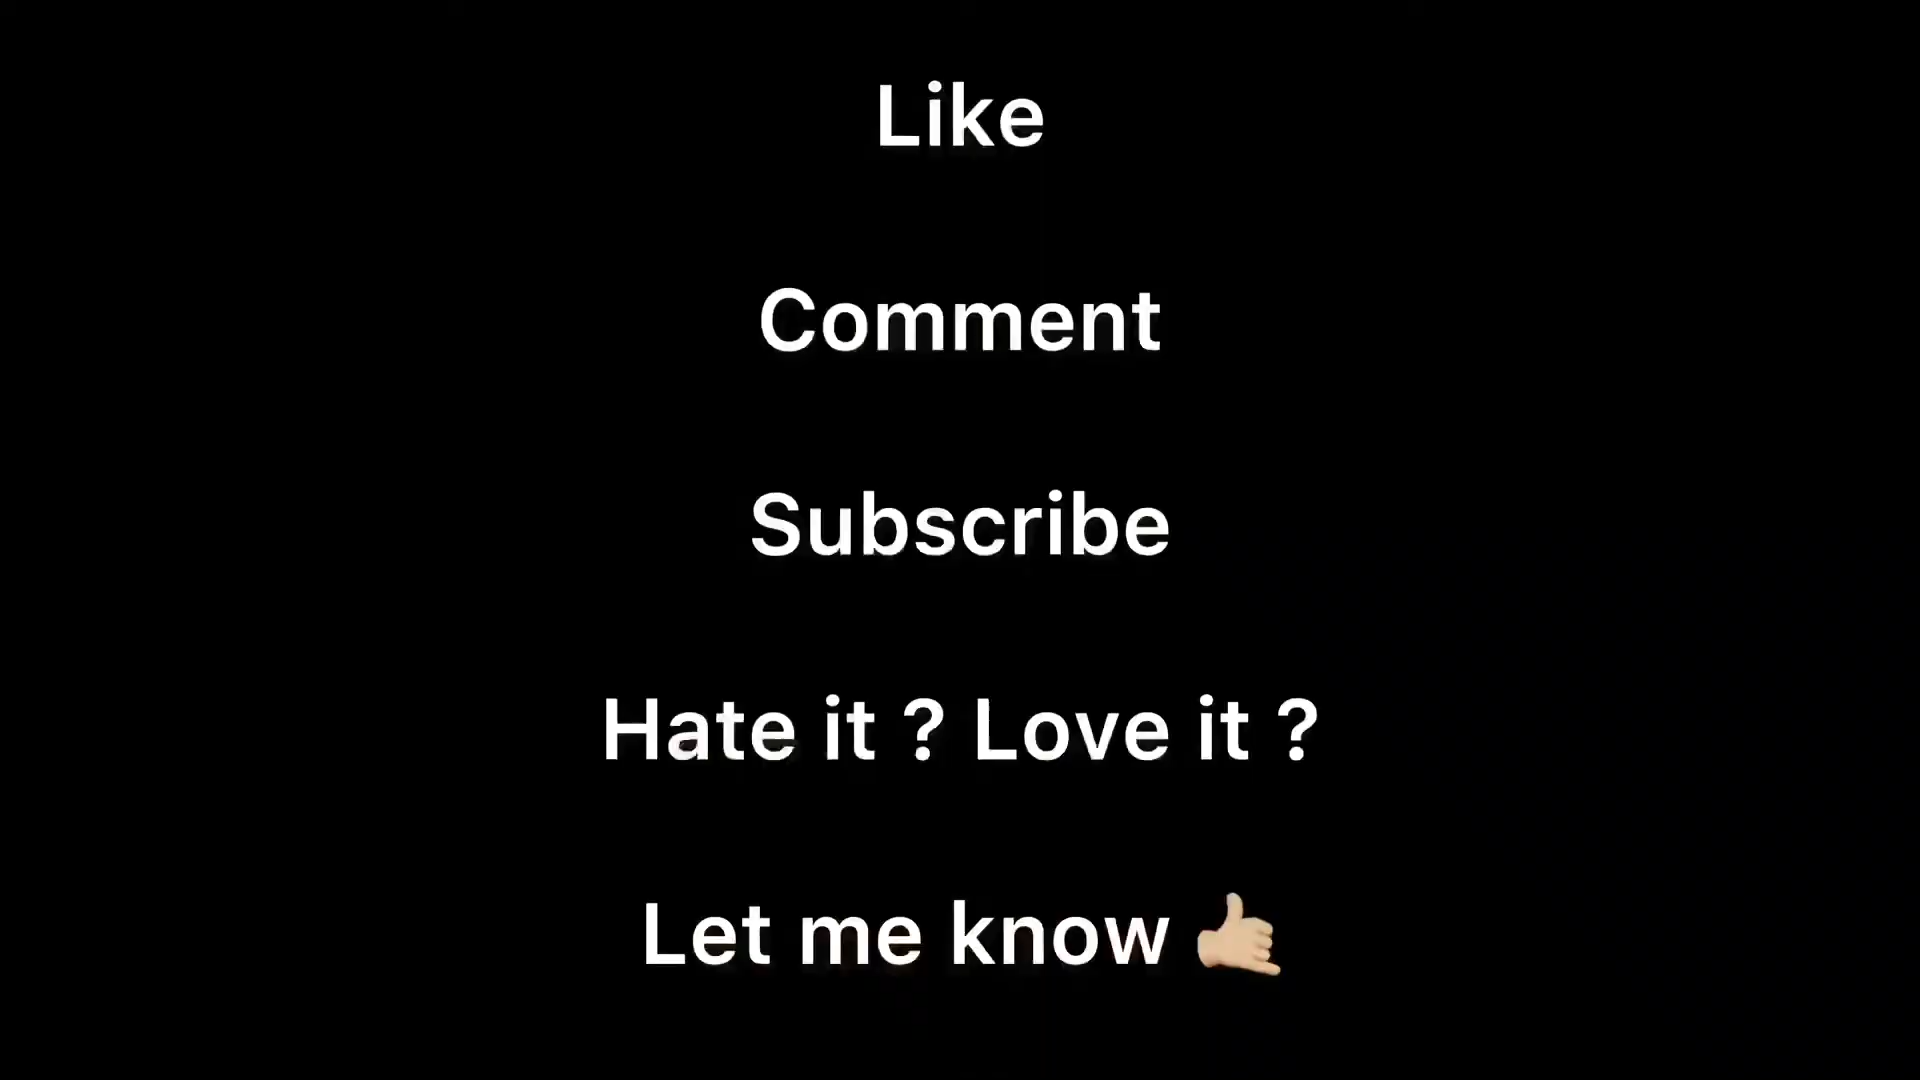 Like
Comment
Subscribe
Hate it ? Love it ?
Let me know 🤙🏼